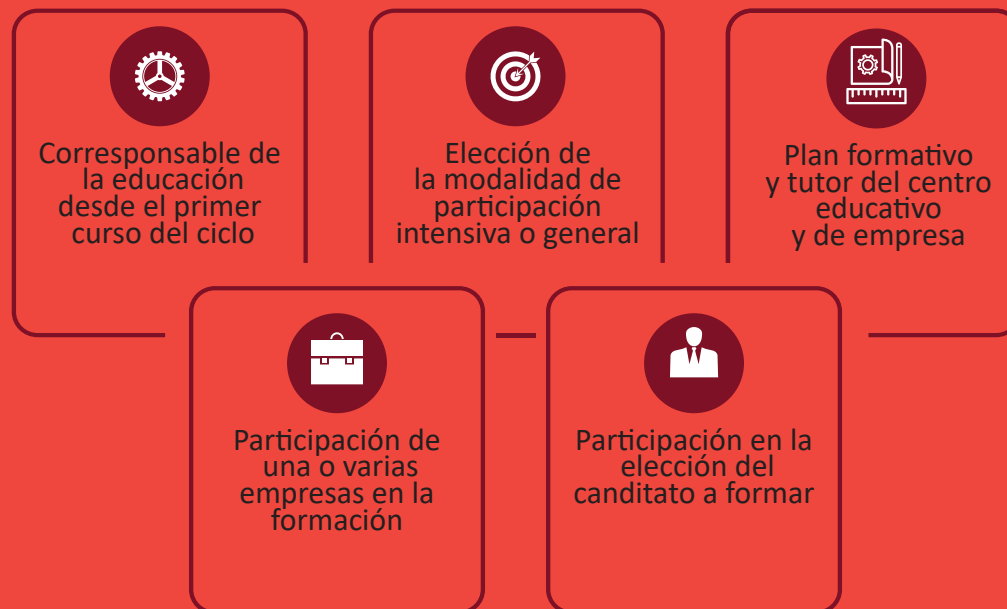 Corresponsable de
la educación
desde el primer
curso del ciclo
Elección de
la modalidad de
participación
intensiva o general
Plan formativo
y tutor del centro
educativo
y de empresa
Participación de
una o varias
empresas en la
formación
Participación en la
elección del
canditato a formar